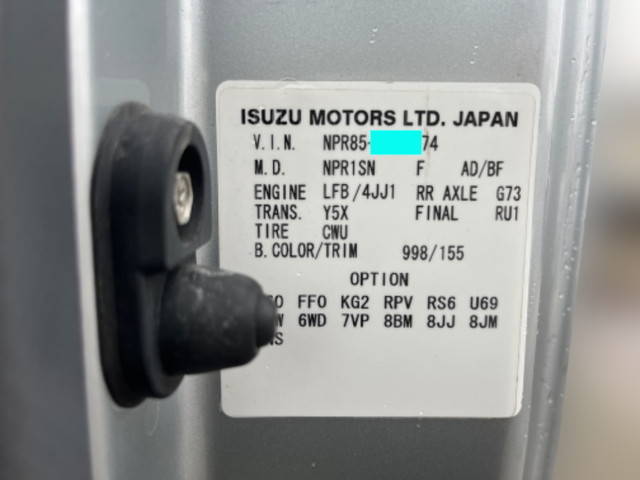 ISUZU MOTORS LTD. JAPAN
V.I.N. NPR85- 74
M.D. NPR1SN F AD/BF
ENGINE LFB/4JJ1 RR AXLE G73
TRANS. Y5X FINAL RU1
TIRE CWU
B.COLOR/TRIM 998/155
OPTION
FFO KG2 RPV RS6 U69
6WD 7VP 8BM 8JJ 8JM